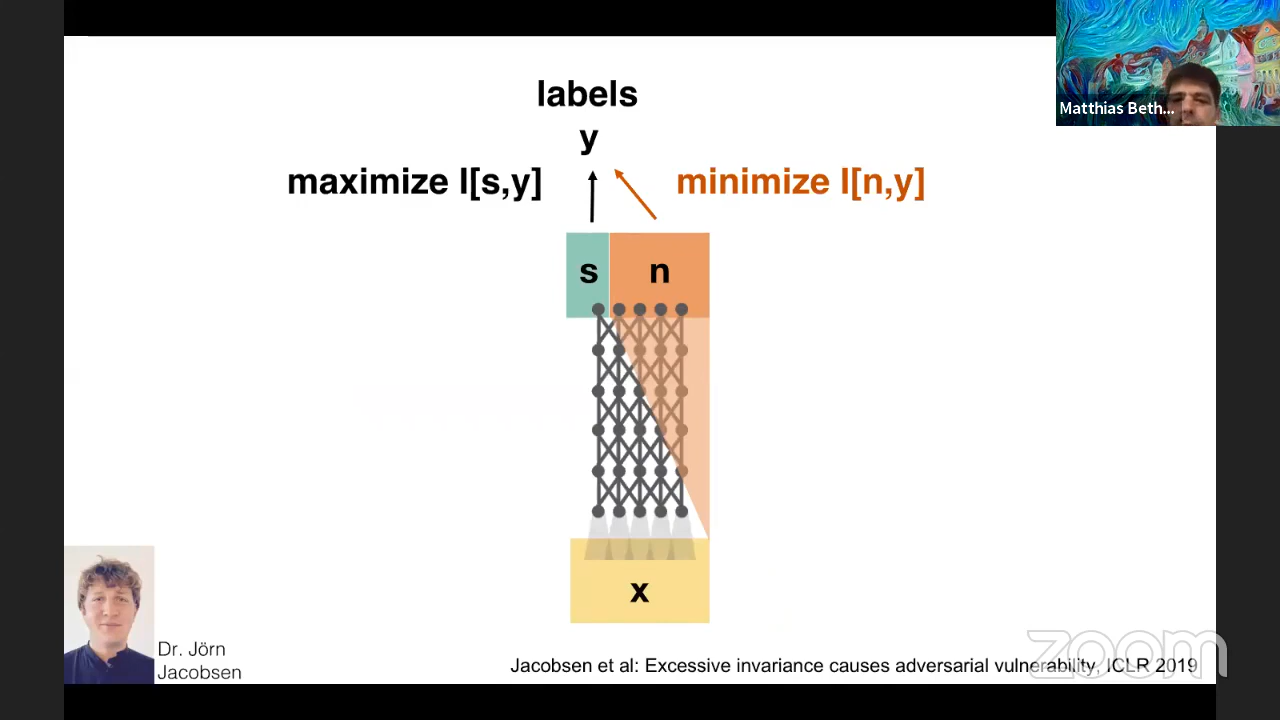 labels
y
maximize I[s,y]
minimize I[n,y]
s
n
x
Matthias Beth...
Dr. Jörn
Jacobsen
Jacobsen et al: Excessive invariance causes adversarial vulnerability, ICLR 2019
zoom